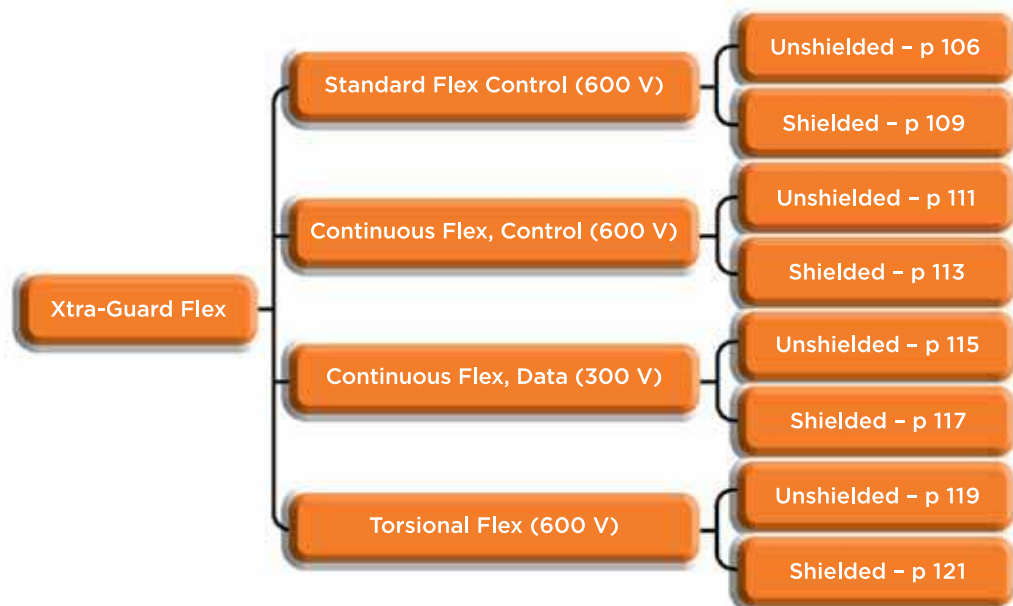 Xtra-Guard Flex
Standard Flex Control (600 V)
Unshielded – p 106
Shielded – p 109
Continuous Flex, Control (600 V)
Unshielded – p 111
Shielded – p 113
Continuous Flex, Data (300 V)
Unshielded – p 115
Shielded – p 117
Torsional Flex (600 V)
Unshielded – p 119
Shielded – p 121